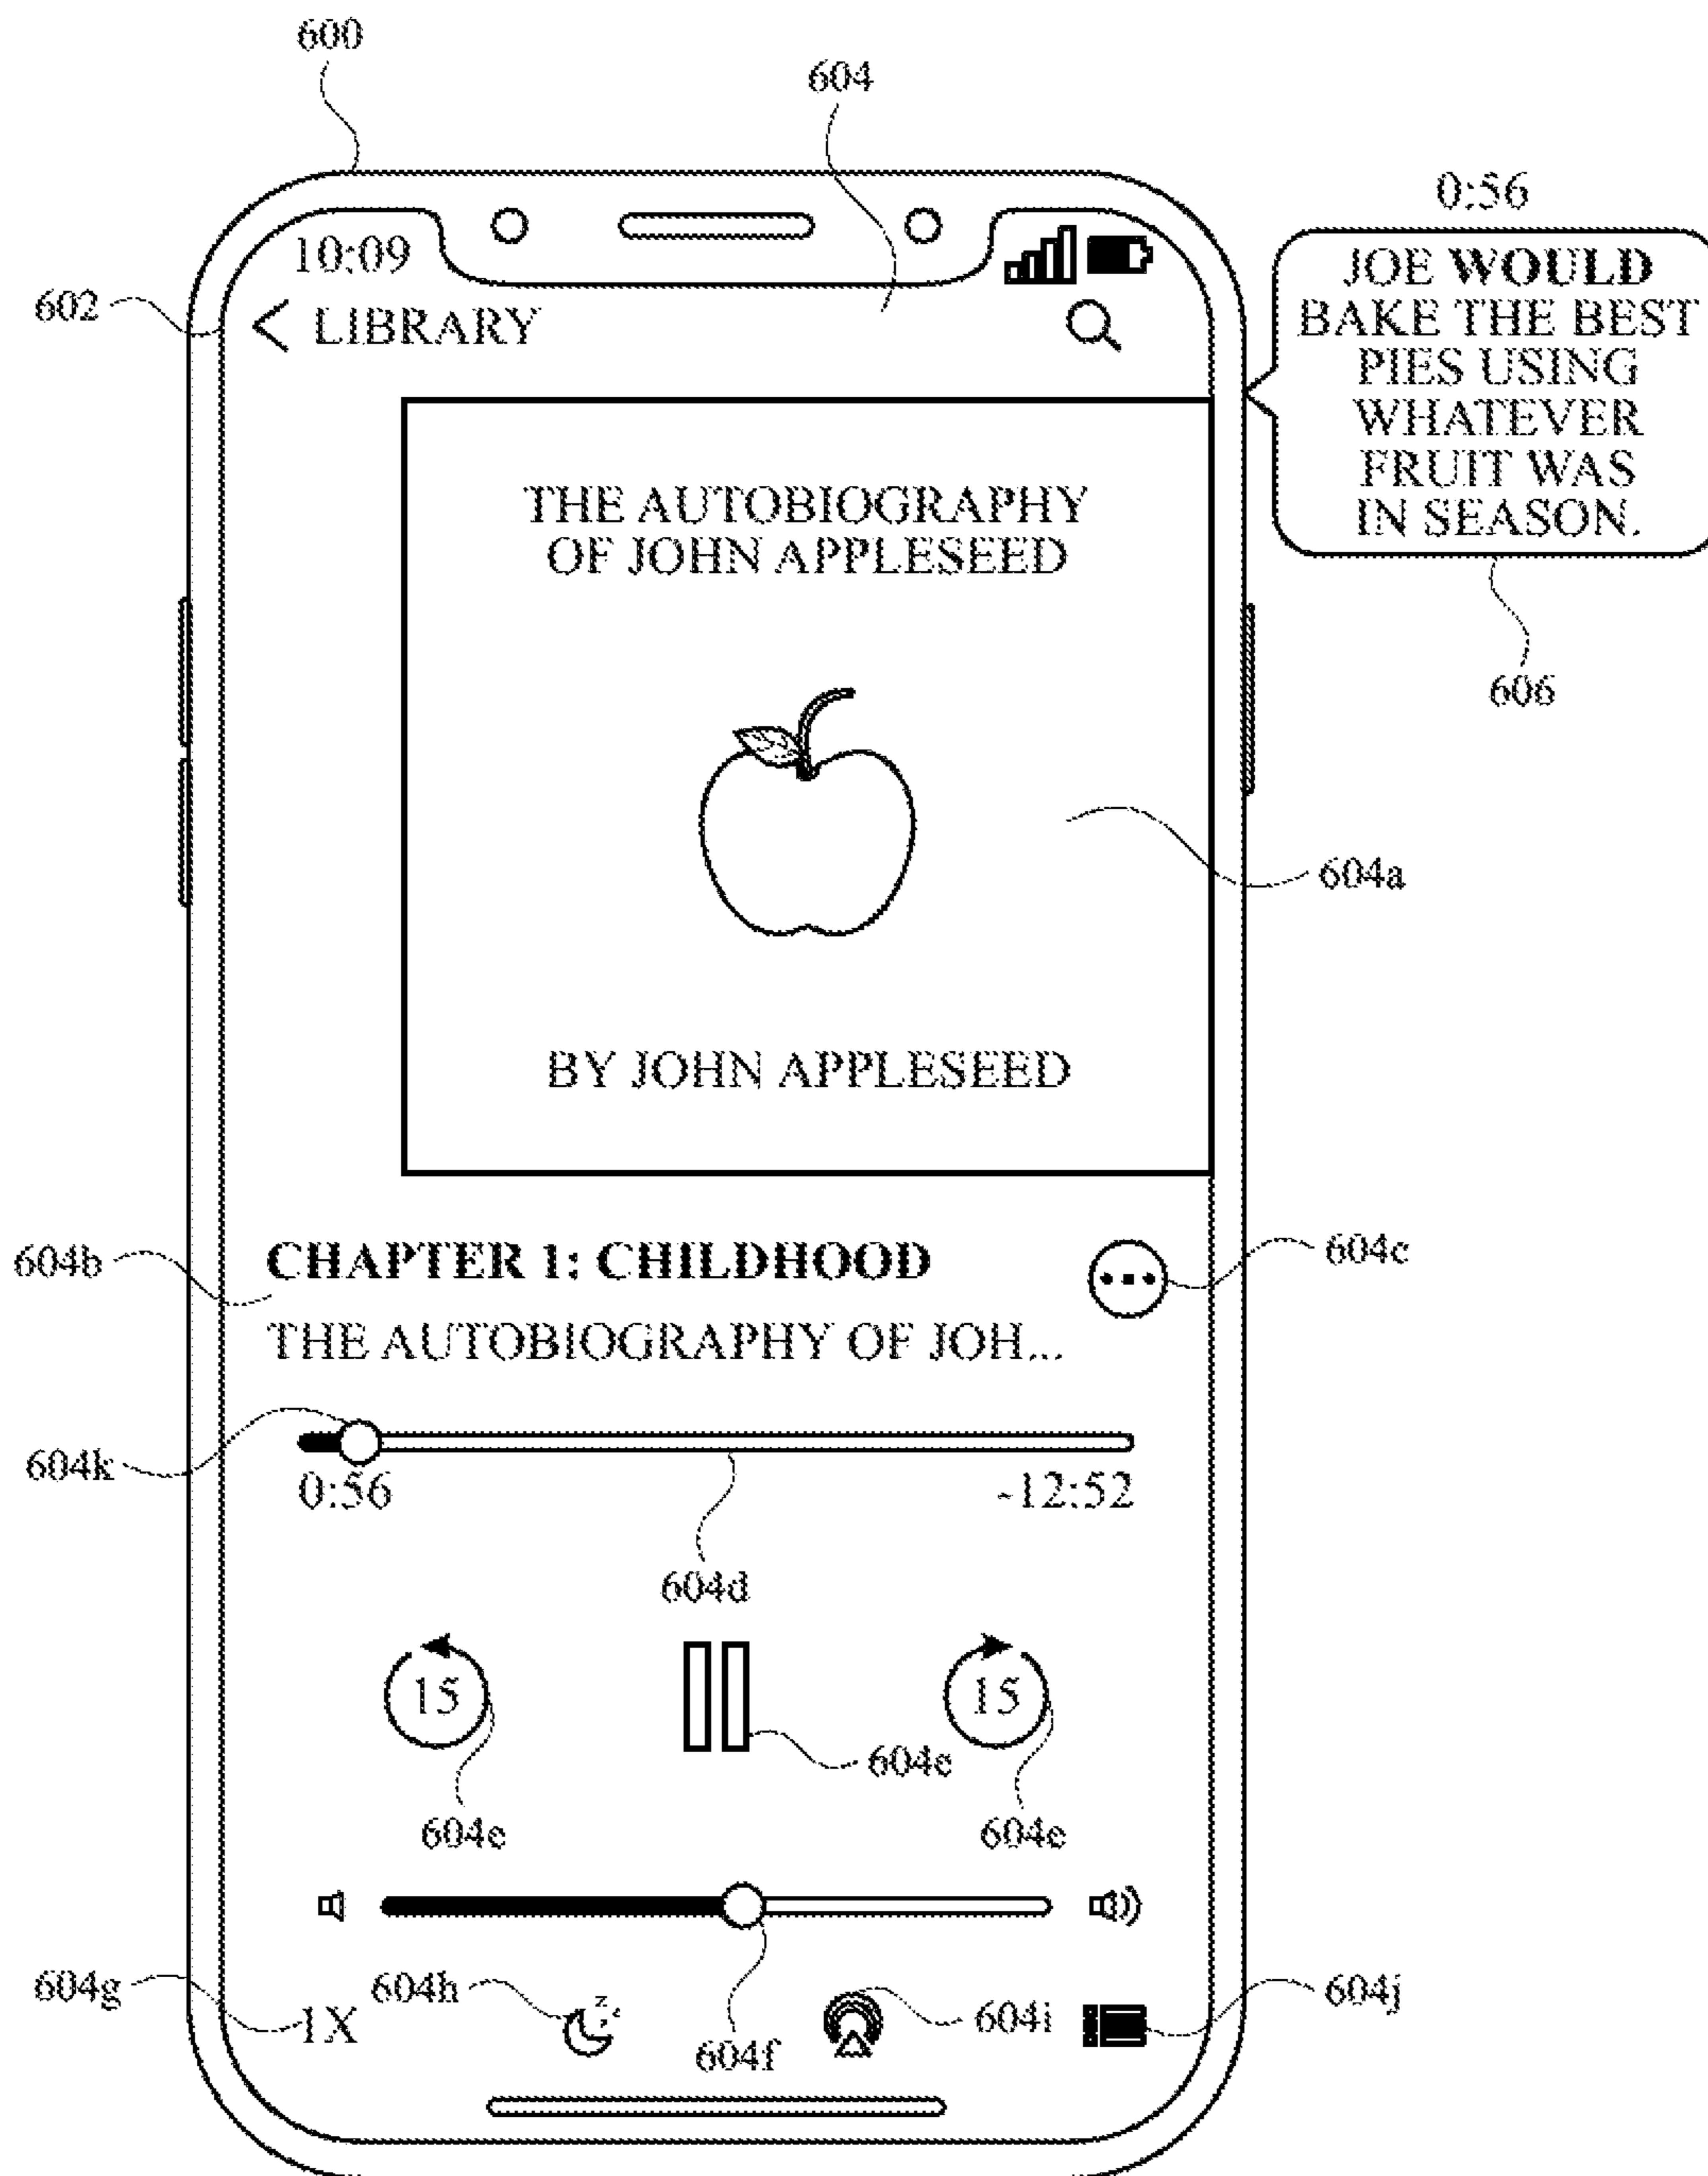 600
604
0:56
10:09
JOE WOULD
BAKE THE BEST
PIES USING
WHATEVER
FRUIT WAS
IN SEASON.
606
602
< LIBRARY
THE AUTOBIOGRAPHY
OF JOHN APPLESEED
604a
BY JOHN APPLESEED
604b
CHAPTER 1: CHILDHOOD
604c
THE AUTOBIOGRAPHY OF JOH...
604k
0:56
-12:52
604d
15
15
604e
604e
604e
604g
1X
604h
604f
zzz
604i
604j